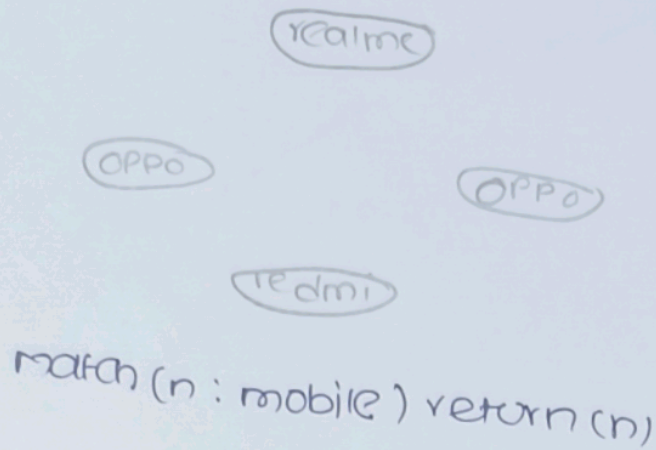 realme
OPPO
OPPO
redmi
match (n : mobile) return (n)